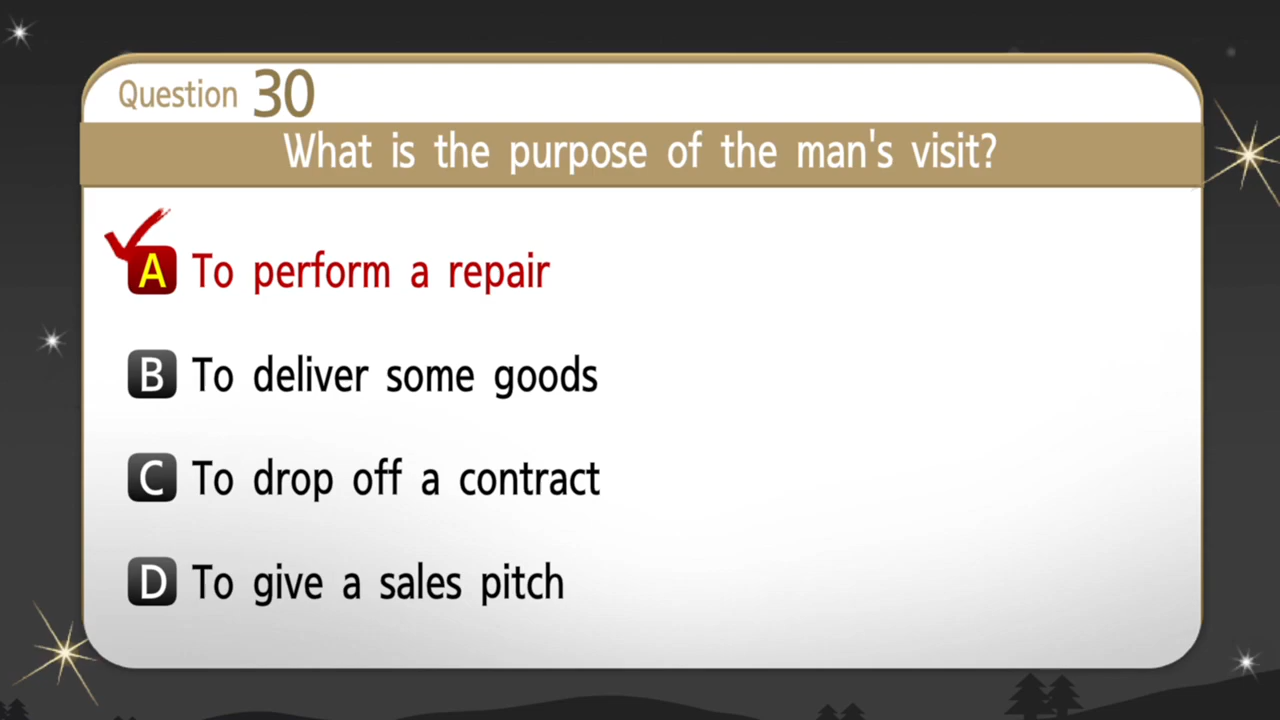 Question 30
What is the purpose of the man's visit?
A To perform a repair
B To deliver some goods
C To drop off a contract
D To give a sales pitch